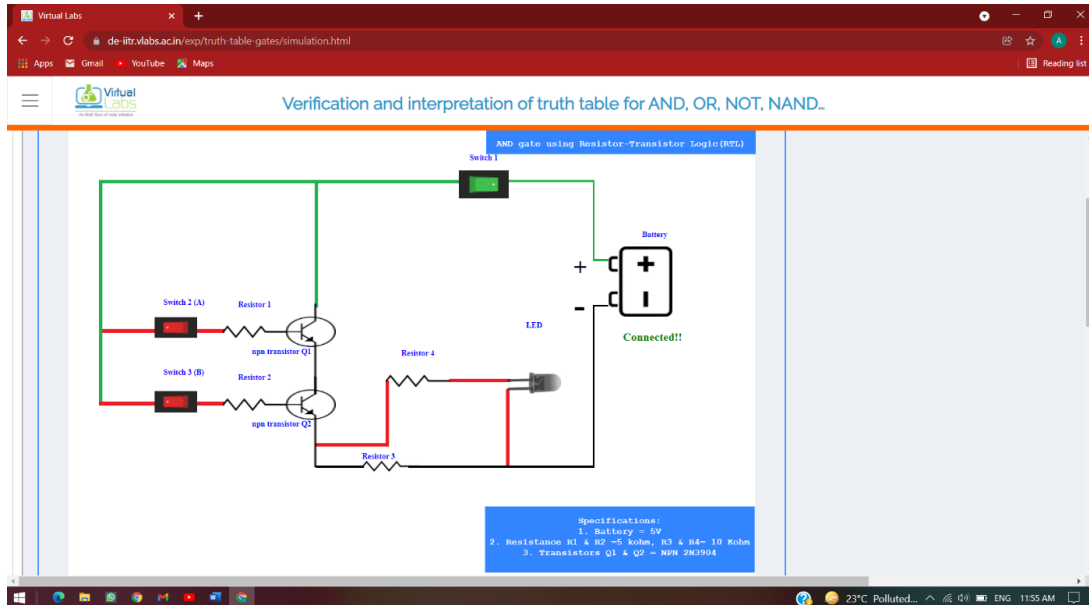 Virtual Labs
de-iitr.vlabs.ac.in/exp/truth-table-gates/simulation.html
Apps Gmail YouTube Maps Reading list
A
Virtual
Labs
Verification and interpretation of truth table for AND, OR, NOT, NAND...
AND gate using Resistor-Transistor Logic(RTL)
Switch 1
Battery
+
-
Connected!!
Switch 2 (A) Resistor 1
npn transistor Q1
LED
Resistor 4
Switch 3 (B) Resistor 2
npn transistor Q2
Resistor 3
Specifications:
1. Battery = 5V
2. Resistance R1 & R2 =5 kohm, R3 & R4= 10 Kohm
3. Transistors Q1 & Q2 = NPN 2N3904
23°C Polluted... ENG 11:55 AM